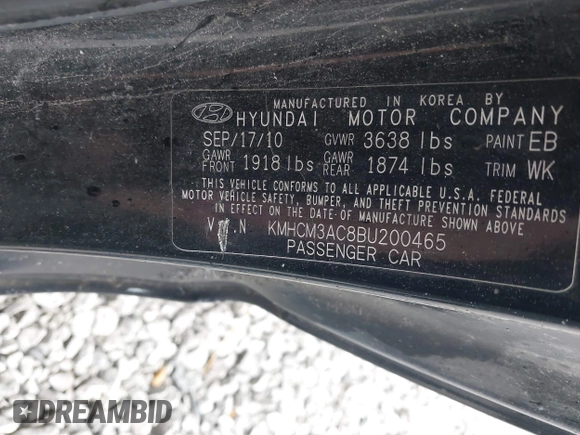 MANUFACTURED IN KOREA BY
HYUNDAI MOTOR COMPANY
SEP/17/10 GVWR 3638 lbs PAINT EB
GAWR FRONT 1918 lbs GAWR REAR 1874 lbs TRIM WK
THIS VEHICLE CONFORMS TO ALL APPLICABLE U.S.A. FEDERAL
MOTOR VEHICLE SAFETY, BUMPER, AND THEFT PREVENTION STANDARDS
IN EFFECT ON THE DATE OF MANUFACTURE SHOWN ABOVE
V I N KMHCM3AC8BU200465
PASSENGER CAR
DREAMBID